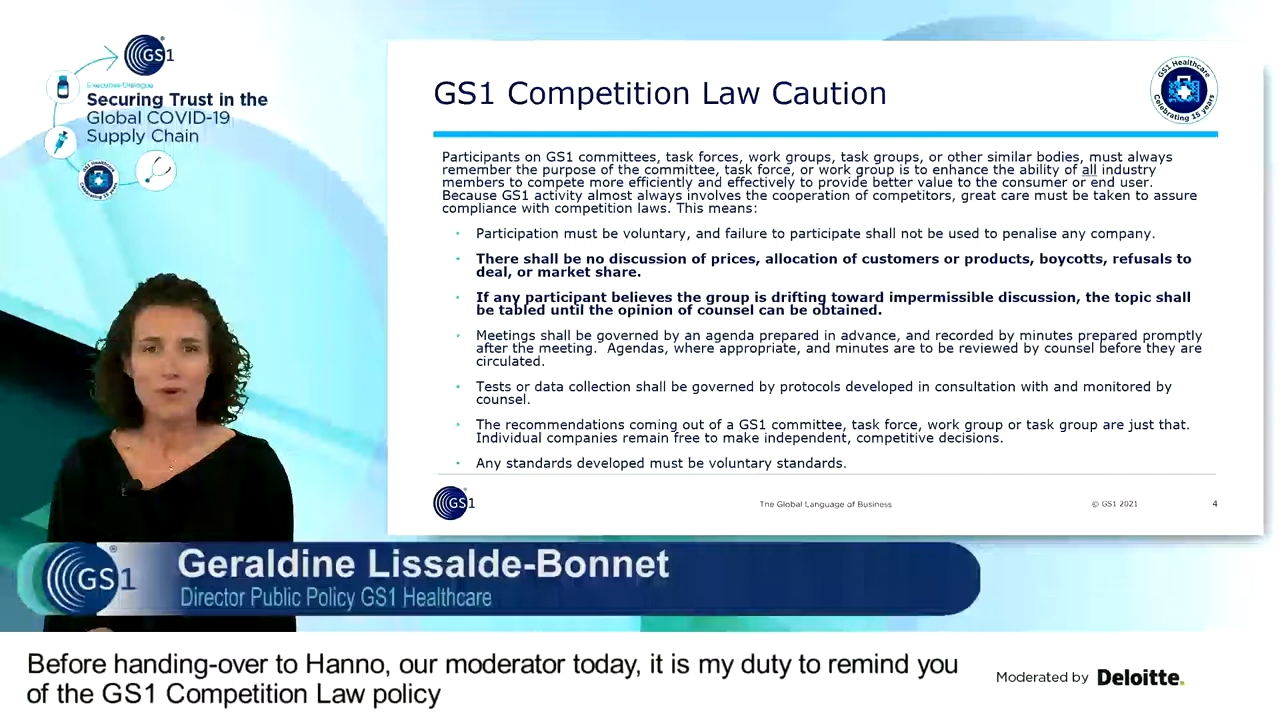 GS1
Executive Dialogue
Securing Trust in the
Global COVID-19
Supply Chain
GS1 Healthcare
Celebrating 15 years
GS1 Competition Law Caution
GS1 Healthcare
Celebrating 15 years
Participants on GS1 committees, task forces, work groups, task groups, or other similar bodies, must always
remember the purpose of the committee, task force, or work group is to enhance the ability of all industry
members to compete more efficiently and effectively to provide better value to the consumer or end user.
Because GS1 activity almost always involves the cooperation of competitors, great care must be taken to assure
compliance with competition laws. This means:
• Participation must be voluntary, and failure to participate shall not be used to penalise any company.
• There shall be no discussion of prices, allocation of customers or products, boycotts, refusals to
deal, or market share.
• If any participant believes the group is drifting toward impermissible discussion, the topic shall
be tabled until the opinion of counsel can be obtained.
• Meetings shall be governed by an agenda prepared in advance, and recorded by minutes prepared promptly
after the meeting. Agendas, where appropriate, and minutes are to be reviewed by counsel before they are
circulated.
• Tests or data collection shall be governed by protocols developed in consultation with and monitored by
counsel.
• The recommendations coming out of a GS1 committee, task force, work group or task group are just that.
Individual companies remain free to make independent, competitive decisions.
• Any standards developed must be voluntary standards.
GS1
The Global Language of Business
© GS1 2021
4
GS1
Geraldine Lissalde-Bonnet
Director Public Policy GS1 Healthcare
Before handing-over to Hanno, our moderator today, it is my duty to remind you
of the GS1 Competition Law policy
Moderated by Deloitte.